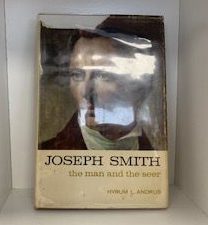 JOSEPH SMITH
the man and the seer
HYRUM L. ANDRUS